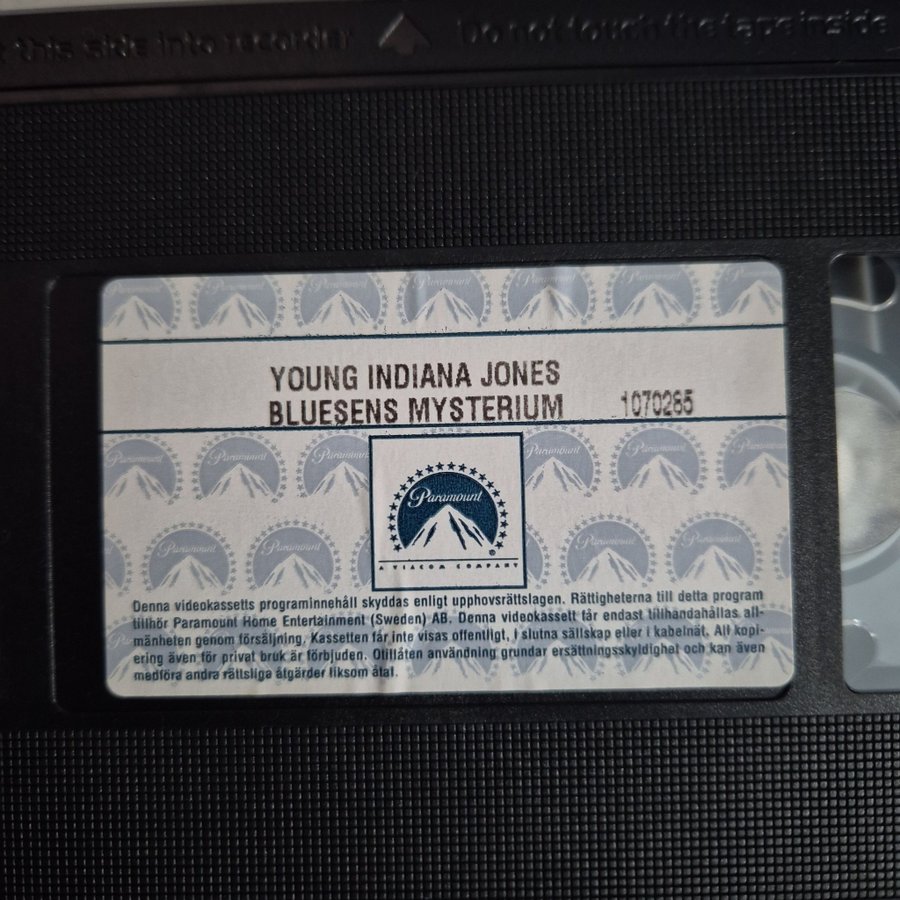 this side into recorder Do not touch the tape inside
YOUNG INDIANA JONES
BLUESENS MYSTERIUM 1070285
Paramount
A VIACOM COMPANY
Denna videokassetts programinnehåll skyddas enligt upphovsrättslagen. Rättigheterna till detta program
tillhör Paramount Home Entertainment (Sweden) AB. Denna videokassett får endast tillhandahållas all-
mänheten genom försäljning. Kassetten får inte visas offentligt, i slutna sällskap eller i kabelnät. All kopi-
ering även för privat bruk är förbjuden. Otillåten användning grundar ersättningsskyldighet och kan även
medföra andra rättsliga åtgärder liksom åtal.